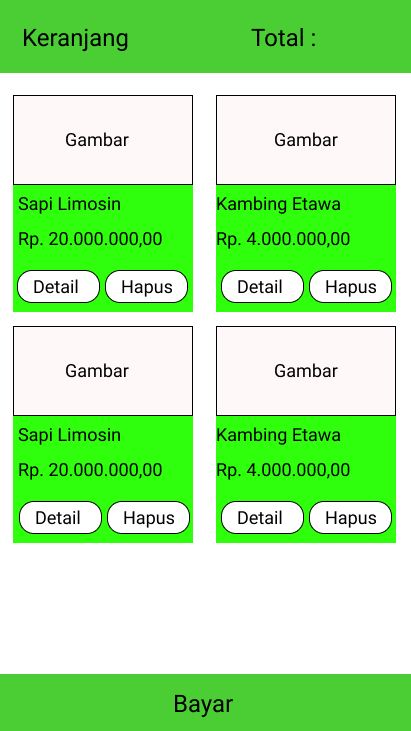 Keranjang Total :
Gambar Gambar
Sapi Limosin Kambing Etawa
Rp. 20.000.000,00 Rp. 4.000.000,00
Detail Hapus Detail Hapus
Gambar Gambar
Sapi Limosin Kambing Etawa
Rp. 20.000.000,00 Rp. 4.000.000,00
Detail Hapus Detail Hapus
Bayar